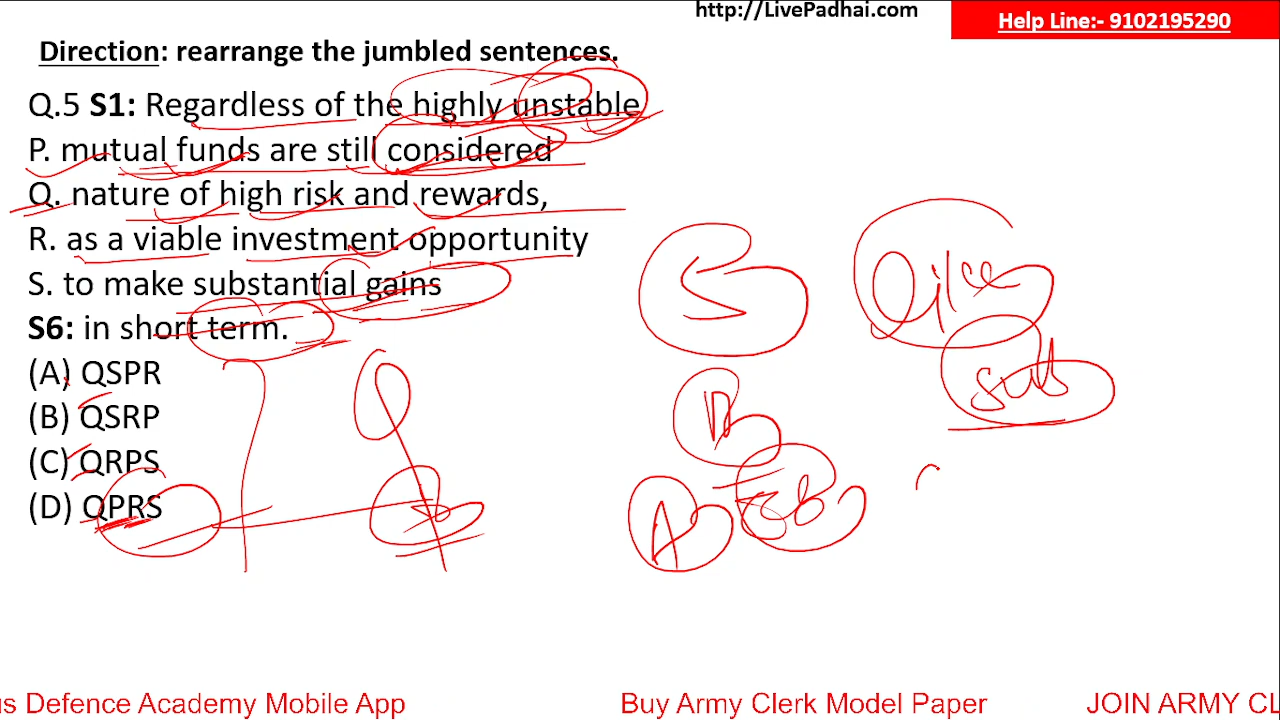 http://LivePadhai.com
Help Line:- 9102195290
Direction: rearrange the jumbled sentences.
Q.5 S1: Regardless of the highly unstable
P. mutual funds are still considered
Q. nature of high risk and rewards,
R. as a viable investment opportunity
S. to make substantial gains
S6: in short term.
(A) QSPR
(B) QSRP
(C) QRPS
(D) QPRS
S
Q
A
sub
us Defence Academy Mobile App
Buy Army Clerk Model Paper
JOIN ARMY CL